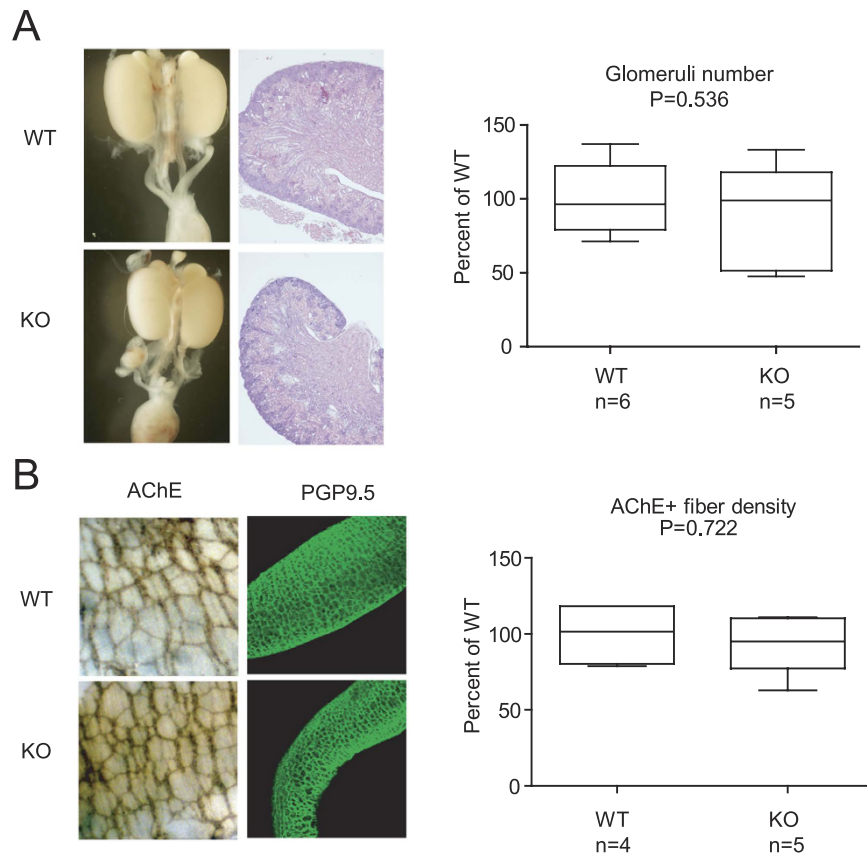 A
WT
KO
Glomeruli number
P=0.536
Percent of WT
150
100
50
0
WT
KO
n=6
n=5
B
AChE
PGP9.5
WT
KO
AChE+ fiber density
P=0.722
Percent of WT
150
100
50
0
WT
KO
n=4
n=5